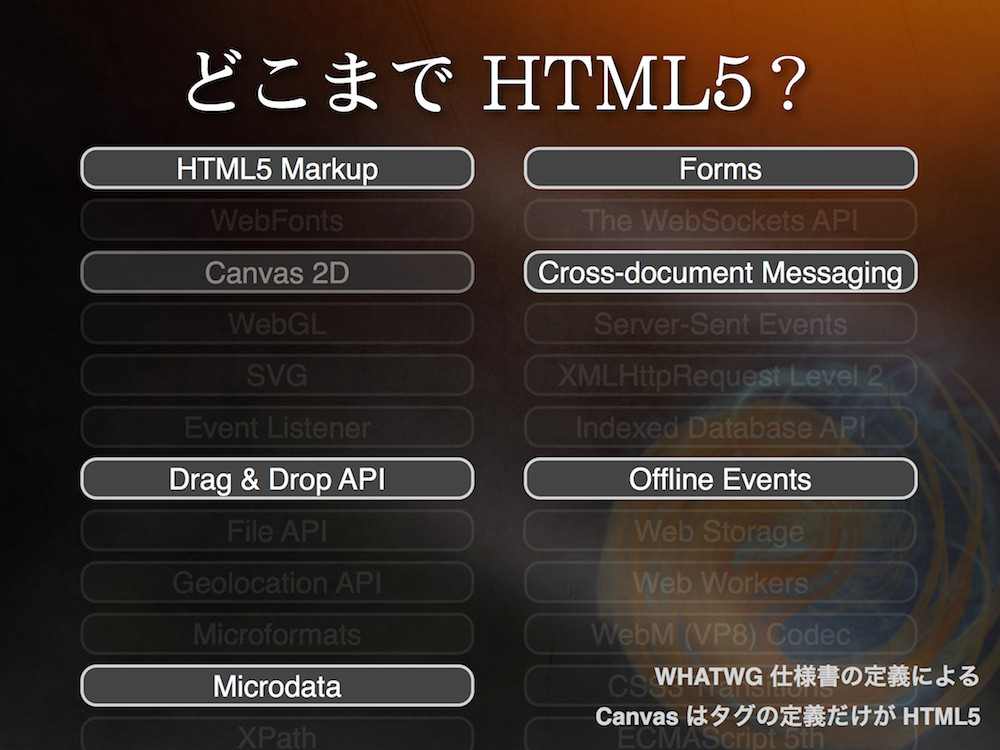 どこまで HTML5？
HTML5 Markup
Forms
WebFonts
The WebSockets API
Canvas 2D
Cross-document Messaging
WebGL
Server-Sent Events
SVG
XMLHttpRequest Level 2
Event Listener
Indexed Database API
Drag & Drop API
Offline Events
File API
Web Storage
Geolocation API
Web Workers
Microformats
WebM (VP8) Codec
Microdata
CSS3 Transitions
WHATWG 仕様書の定義による
Canvas はタグの定義だけが HTML5
XPath
ECMAScript 5th